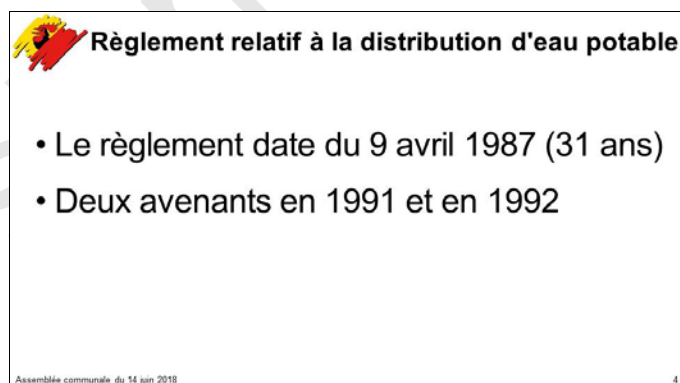 Règlement relatif à la distribution d'eau potable
• Le règlement date du 9 avril 1987 (31 ans)
• Deux avenants en 1991 et en 1992
Assemblée communale du 14 juin 2018
4